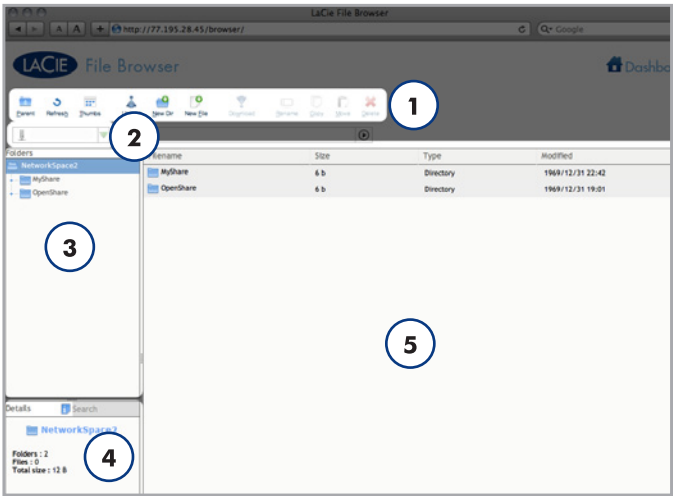 LaCie File Browser
A A + http://77.195.28.45/browser/ C Q Google
LACIE File Browser Dashbo
Parent Refresh Thumbs New Dir New File Download Rename Copy Move Delete
1
2
Folders ilename Size Type Modified
NetworkSpace2
MyShare MyShare 6 b Directory 1969/12/31 22:42
OpenShare OpenShare 6 b Directory 1969/12/31 19:01
3
5
Details Search
NetworkSpace2
Folders : 2
Files : 0
Total size : 12 B
4